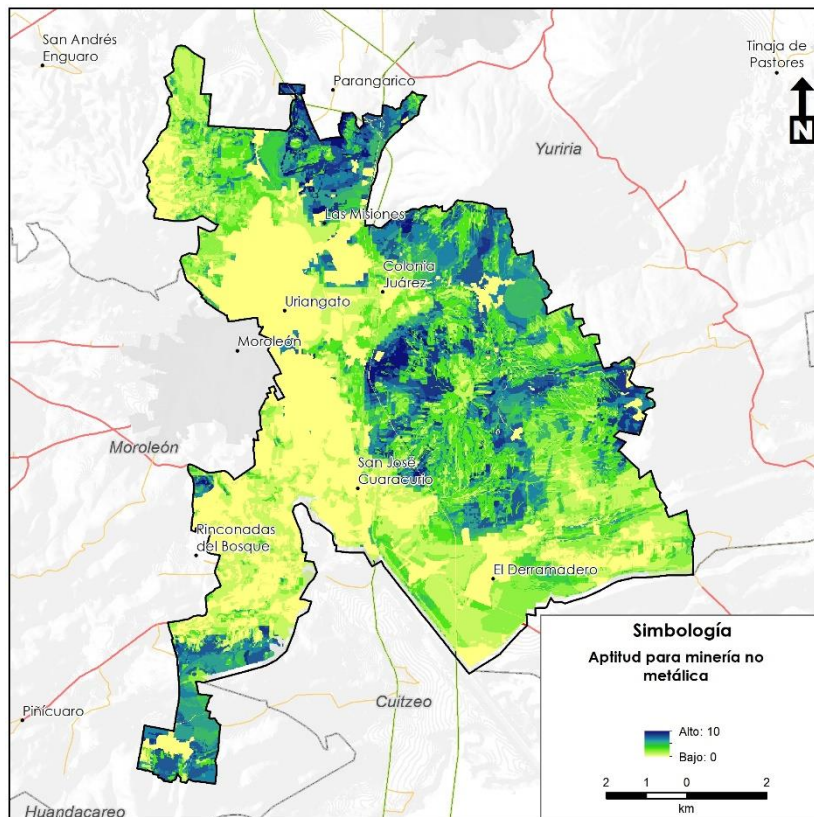 San Andrés
Enguaro
Parangarico
Tinaja de
Pastores
N
Yuriria
Las Misiones
Colonia
Juárez
Uriangato
Moroleón
Moroleón
San José
Cuaracurio
Rinconadas
del Bosque
El Derramadero
Piñícuaro
Cuitzeo
Huandacareo
Simbología
Aptitud para minería no
metálica
Alto: 10
Bajo: 0
2 1 0 2
km